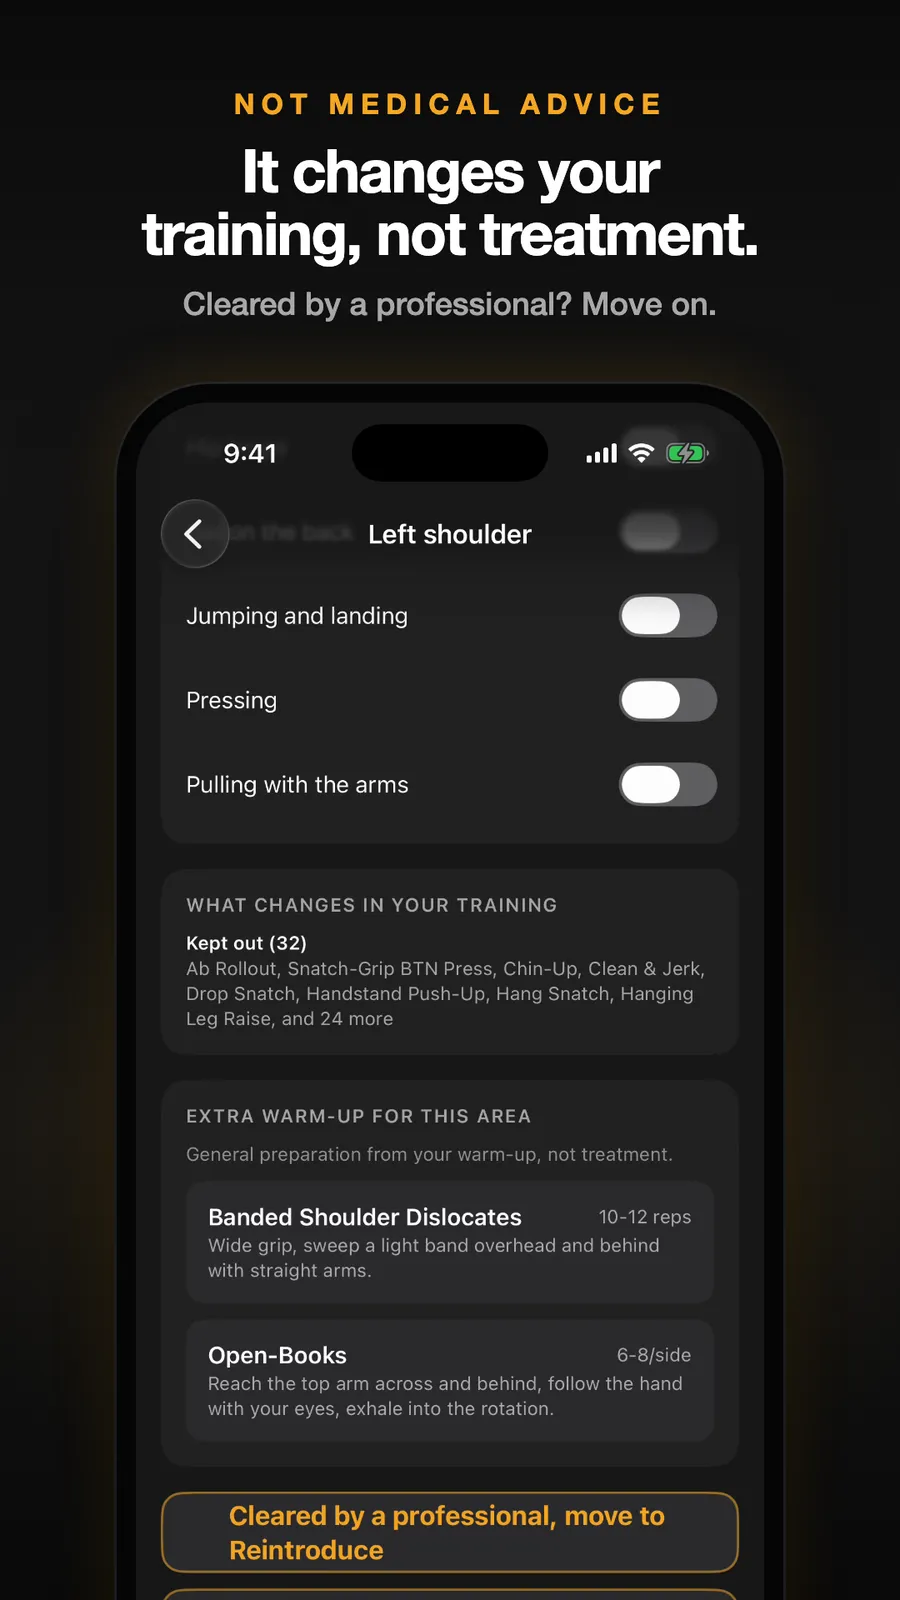 NOT MEDICAL ADVICE
It changes your
training, not treatment.
Cleared by a professional? Move on.
9:41
on the back
Left shoulder
Jumping and landing
Pressing
Pulling with the arms
WHAT CHANGES IN YOUR TRAINING
Kept out (32)
Ab Rollout, Snatch-Grip BTN Press, Chin-Up, Clean & Jerk,
Drop Snatch, Handstand Push-Up, Hang Snatch, Hanging
Leg Raise, and 24 more
EXTRA WARM-UP FOR THIS AREA
General preparation from your warm-up, not treatment.
Banded Shoulder Dislocates
10-12 reps
Wide grip, sweep a light band overhead and behind
with straight arms.
Open-Books
6-8/side
Reach the top arm across and behind, follow the hand
with your eyes, exhale into the rotation.
Cleared by a professional, move to
Reintroduce